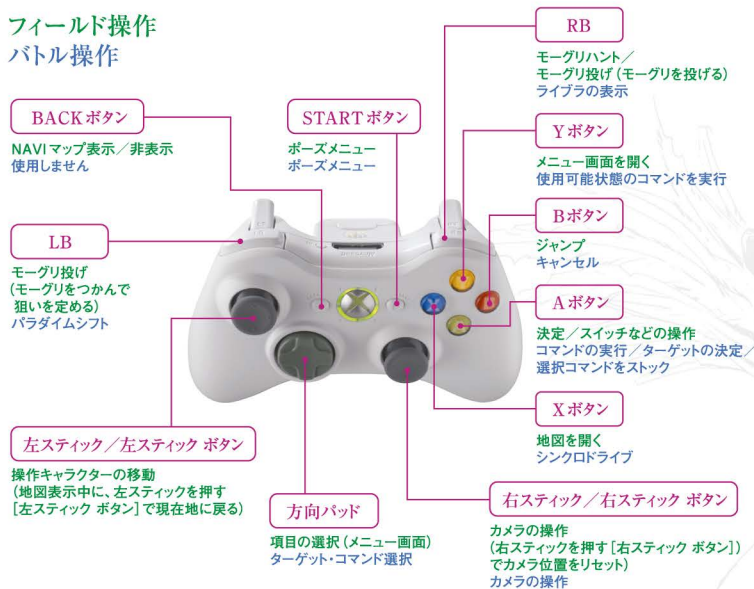 フィールド操作
バトル操作
RB
モーグリハント／
モーグリ投げ（モーグリを投げる）
ライブラの表示
BACKボタン
NAVIマップ表示／非表示
使用しません
STARTボタン
ポーズメニュー
ポーズメニュー
Yボタン
メニュー画面を開く
使用可能状態のコマンドを実行
LB
モーグリ投げ
（モーグリをつかんで
狙いを定める）
パラダイムシフト
Bボタン
ジャンプ
キャンセル
Aボタン
決定／スイッチなどの操作
コマンドの実行／ターゲットの決定／
選択コマンドをストック
Xボタン
地図を開く
シンクロドライブ
左スティック／左スティック ボタン
操作キャラクターの移動
（地図表示中に、左スティックを押す
［左スティック ボタン］で現在地に戻る）
方向パッド
項目の選択（メニュー画面）
ターゲット・コマンド選択
右スティック／右スティック ボタン
カメラの操作
（右スティックを押す［右スティック ボタン］）
でカメラ位置をリセット）
カメラの操作
X